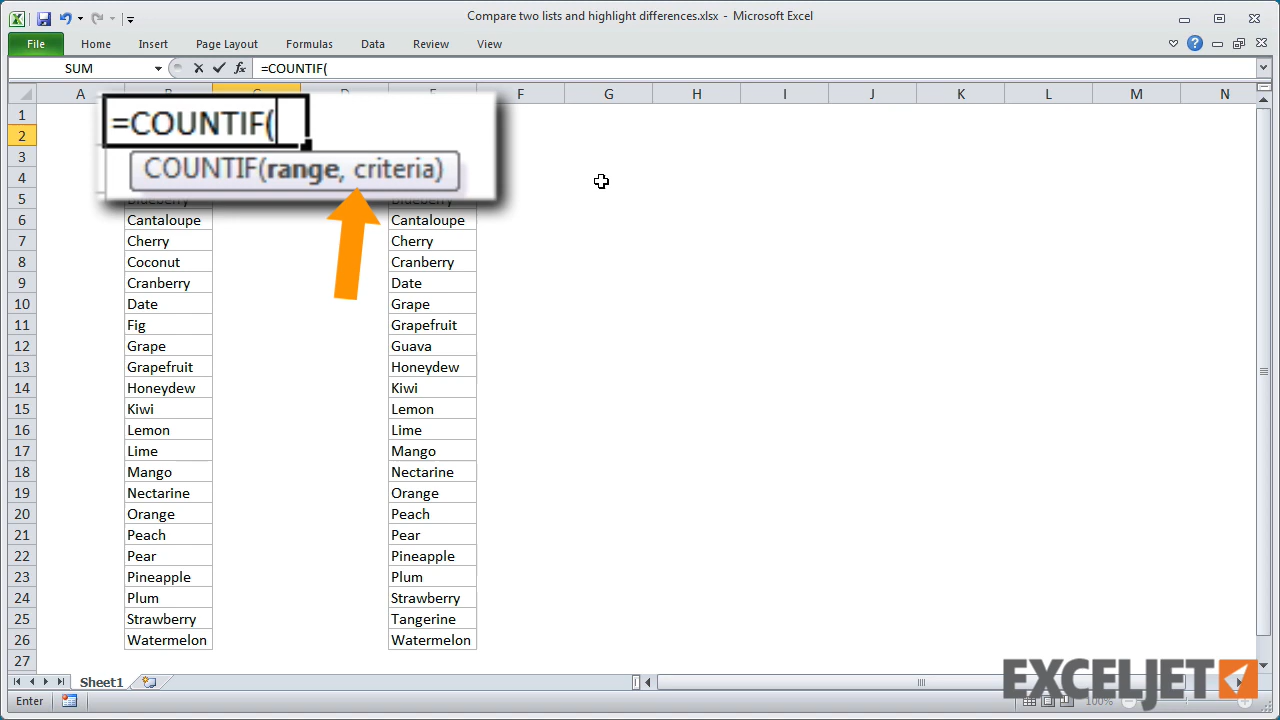 Compare two lists and highlight differences.xlsx - Microsoft Excel
File Home Insert Page Layout Formulas Data Review View
SUM =COUNTIF(
A F G H I J K L M N
=COUNTIF(
COUNTIF(range, criteria)
1
2
3
4
5 Blueberry Blueberry
6 Cantaloupe Cantaloupe
7 Cherry Cherry
8 Coconut Cranberry
9 Cranberry Date
10 Date Grape
11 Fig Grapefruit
12 Grape Guava
13 Grapefruit Honeydew
14 Honeydew Kiwi
15 Kiwi Lemon
16 Lemon Lime
17 Lime Mango
18 Mango Nectarine
19 Nectarine Orange
20 Orange Peach
21 Peach Pear
22 Pear Pineapple
23 Pineapple Plum
24 Plum Strawberry
25 Strawberry Tangerine
26 Watermelon Watermelon
27
Sheet1
EXCELJET
Enter 100%